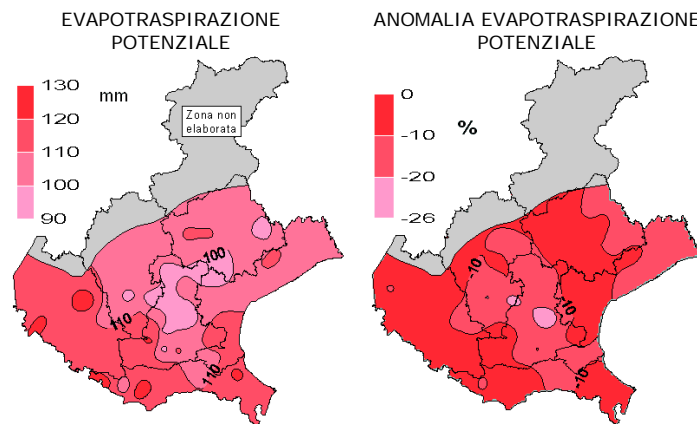 EVAPOTRASPIRAZIONE
POTENZIALE
130
mm
120
110
100
90
Zona non
elaborata
100
110
110
ANOMALIA EVAPOTRASPIRAZIONE
POTENZIALE
0
-10
%
-20
-26
-10
-10
-10